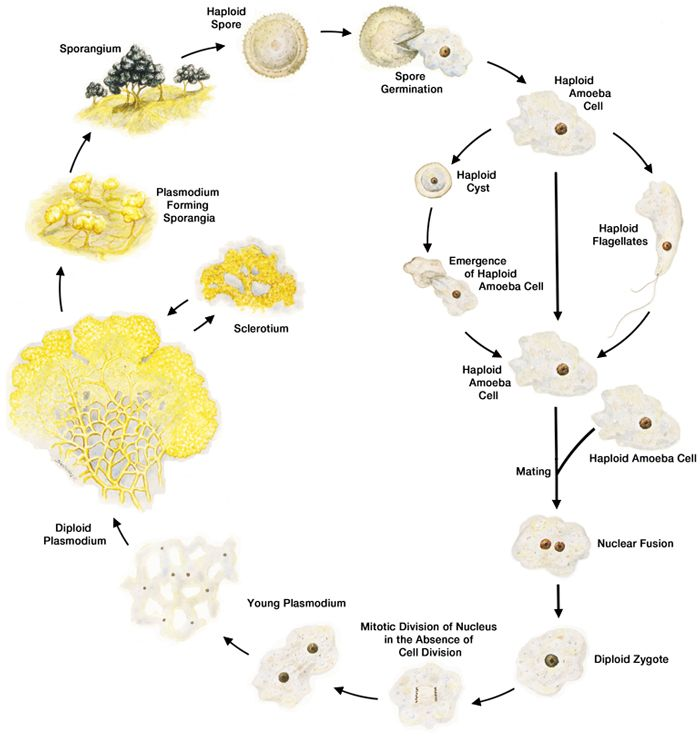 Haploid
Spore
Sporangium
Spore
Germination
Haploid
Amoeba
Cell
Haploid
Cyst
Haploid
Flagellates
Emergence
of Haploid
Amoeba Cell
Plasmodium
Forming
Sporangia
Sclerotium
Haploid
Amoeba
Cell
Haploid Amoeba Cell
Mating
Nuclear Fusion
Diploid Zygote
Mitotic Division of Nucleus
in the Absence of
Cell Division
Young Plasmodium
Diploid
Plasmodium